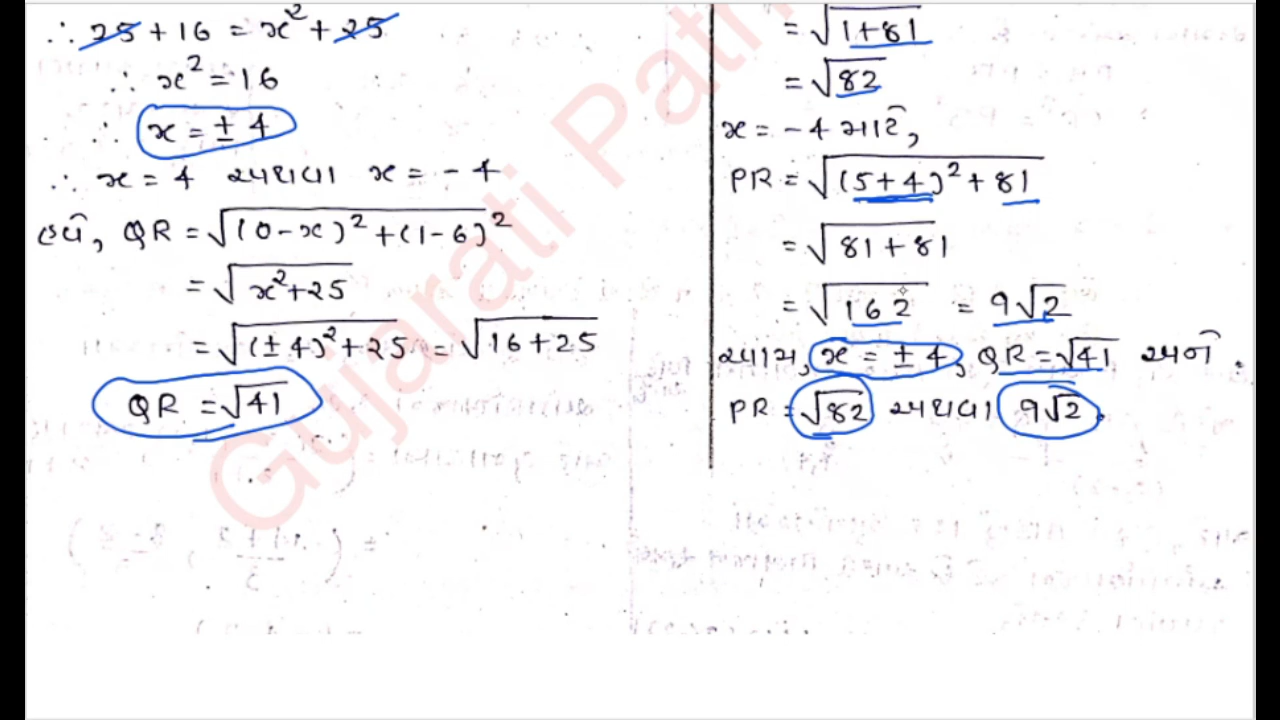 ∴ 25 + 16 = x² + 25
∴ x² = 16
∴ x = ± 4
∴ x = 4 અથવા x = - 4
હવે, QR = √(0-x)² + (1-6)²
= √x²+25
= √(±4)² + 25 = √16+25
QR = √41
= √1+81
= √82
x = -4 માટે,
PR = √(5+4)² + 81
= √81+81
= √162 = 9√2
આમ, x = ± 4, QR = √41 અને
PR = √82 અથવા 9√2.
Gujarati Pat